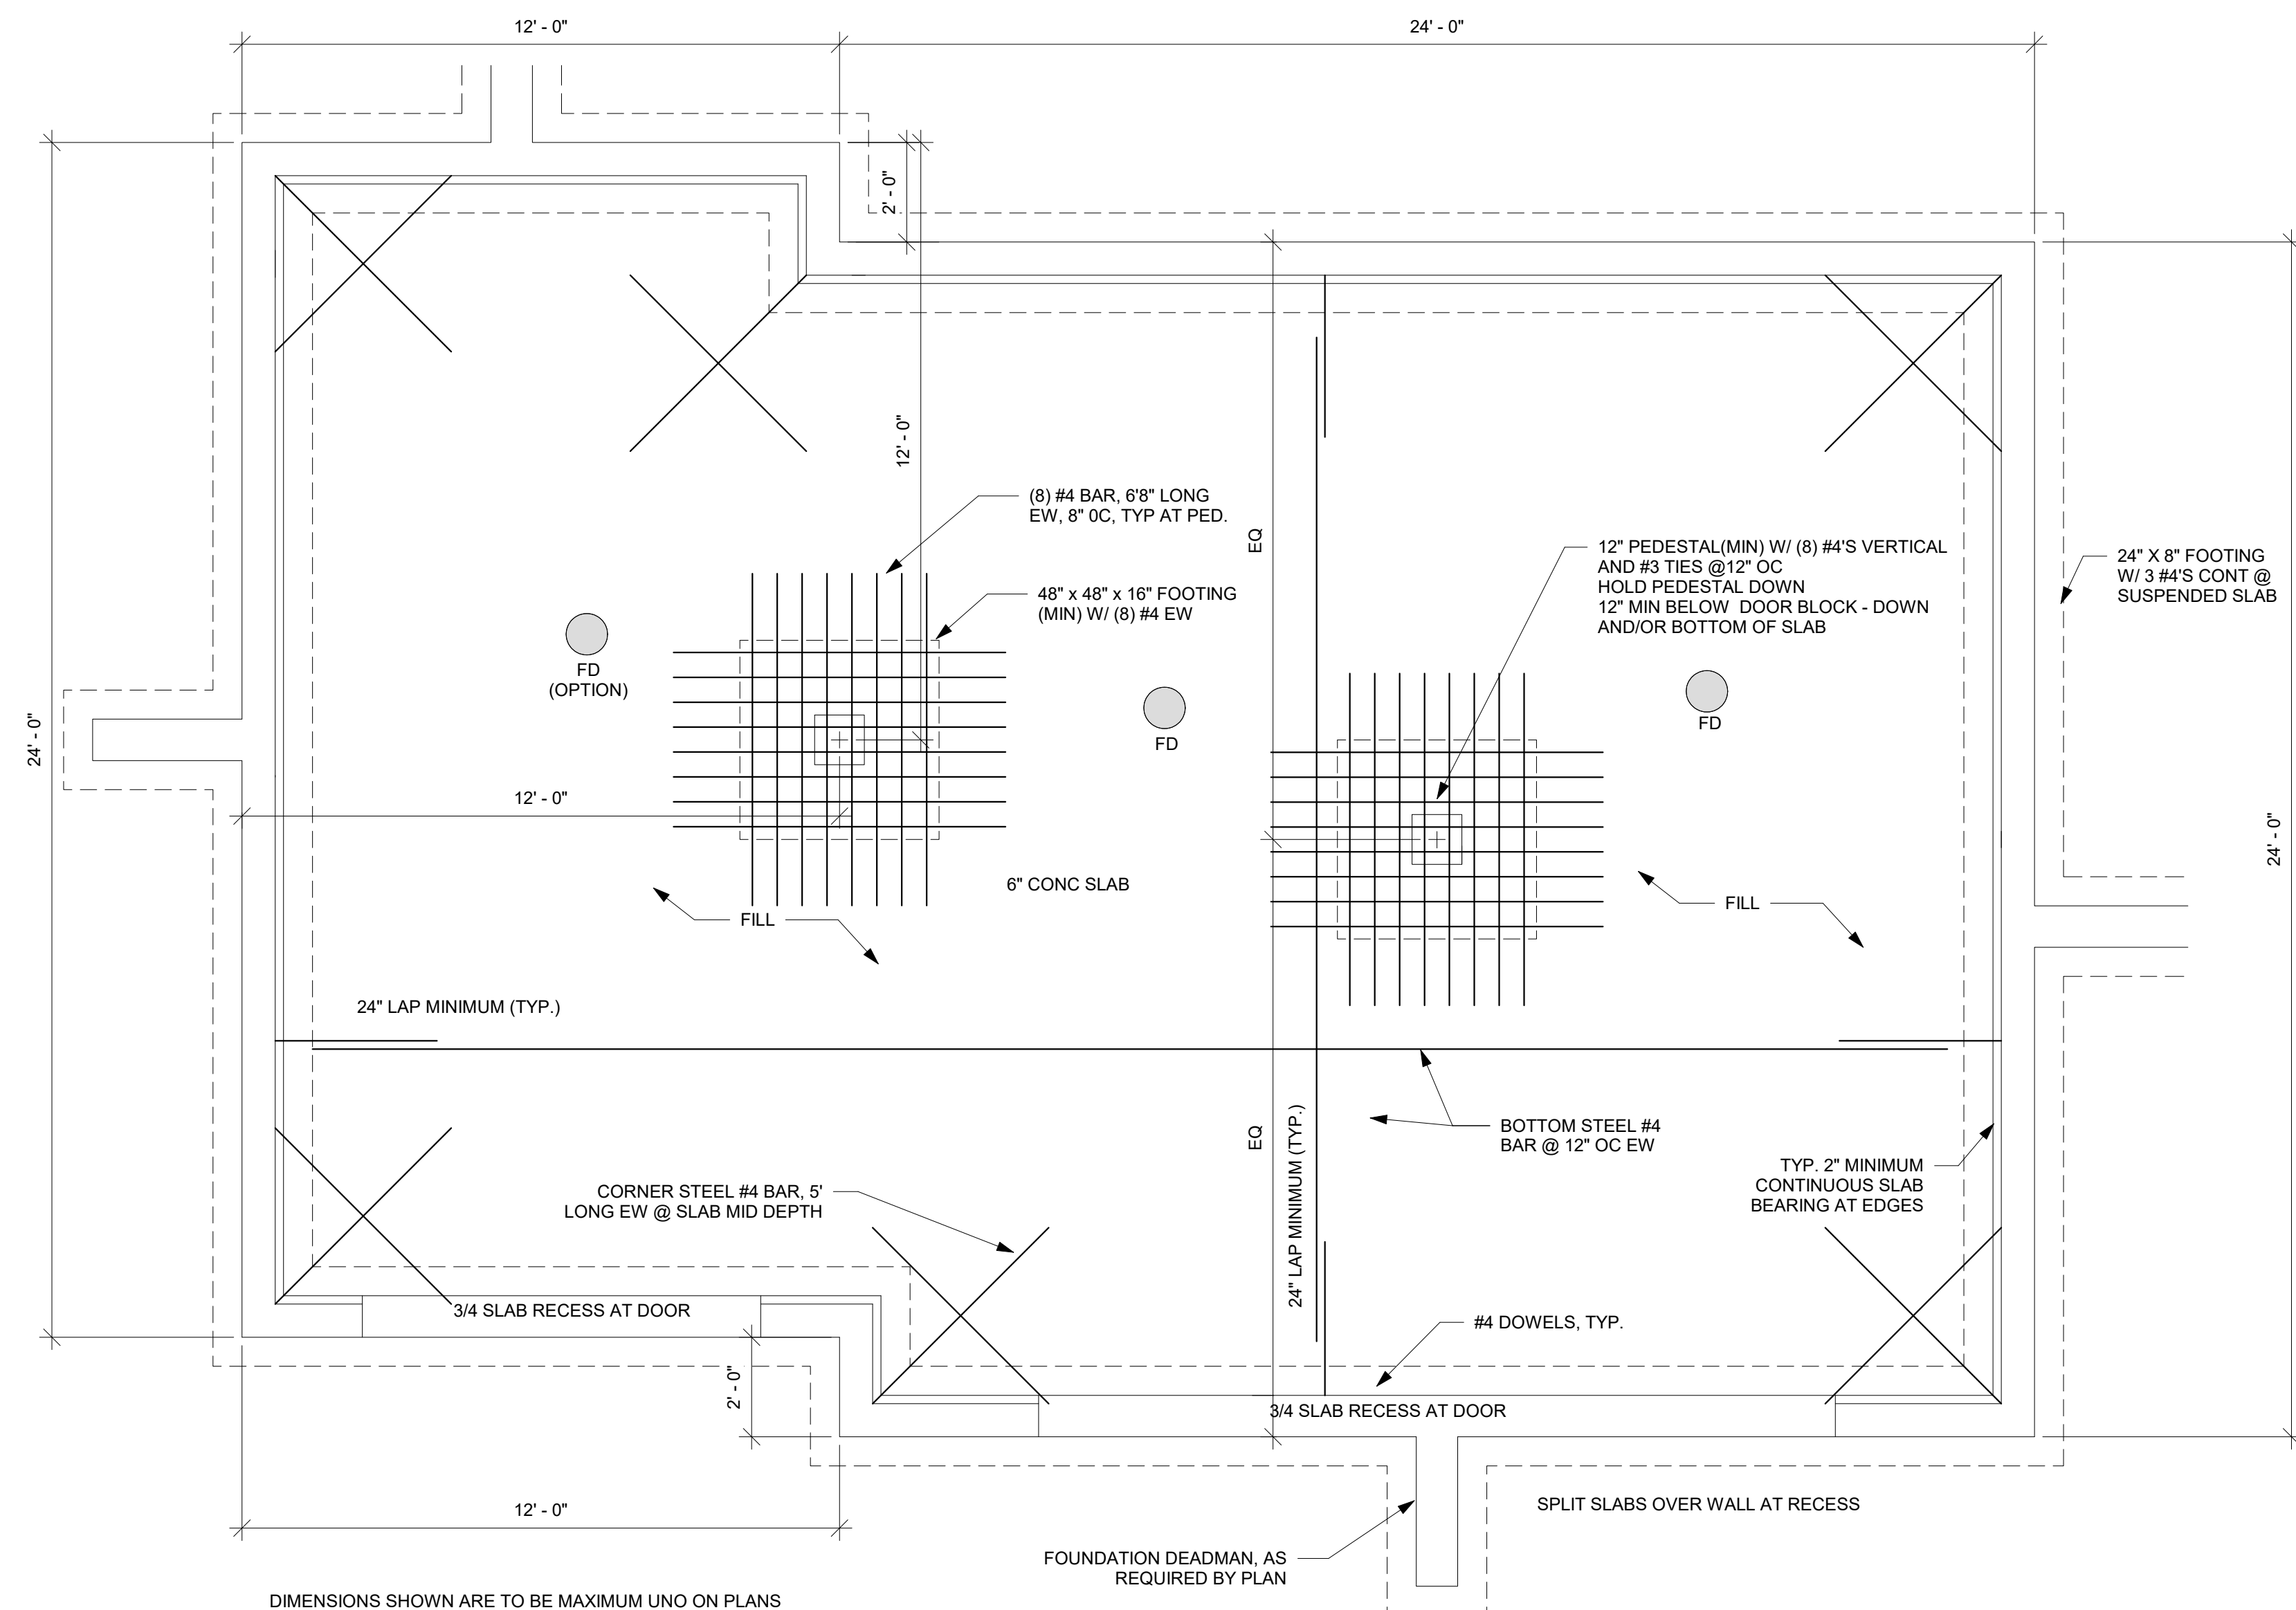 12' - 0"
24' - 0"
2' - 0"
12' - 0"
(8) #4 BAR, 6'8" LONG
EW, 8" 0C, TYP AT PED.
EQ
12" PEDESTAL(MIN) W/ (8) #4'S VERTICAL
AND #3 TIES @12" OC
HOLD PEDESTAL DOWN
12" MIN BELOW DOOR BLOCK - DOWN
AND/OR BOTTOM OF SLAB
24" X 8" FOOTING
W/ 3 #4'S CONT @
SUSPENDED SLAB
48" x 48" x 16" FOOTING
(MIN) W/ (8) #4 EW
FD
(OPTION)
FD
FD
24' - 0"
12' - 0"
24' - 0"
6" CONC SLAB
FILL
FILL
24" LAP MINIMUM (TYP.)
BOTTOM STEEL #4
BAR @ 12" OC EW
EQ
24" LAP MINIMUM (TYP.)
TYP. 2" MINIMUM
CONTINUOUS SLAB
BEARING AT EDGES
CORNER STEEL #4 BAR, 5'
LONG EW @ SLAB MID DEPTH
3/4 SLAB RECESS AT DOOR
#4 DOWELS, TYP.
2' - 0"
3/4 SLAB RECESS AT DOOR
12' - 0"
SPLIT SLABS OVER WALL AT RECESS
FOUNDATION DEADMAN, AS
REQUIRED BY PLAN
DIMENSIONS SHOWN ARE TO BE MAXIMUM UNO ON PLANS